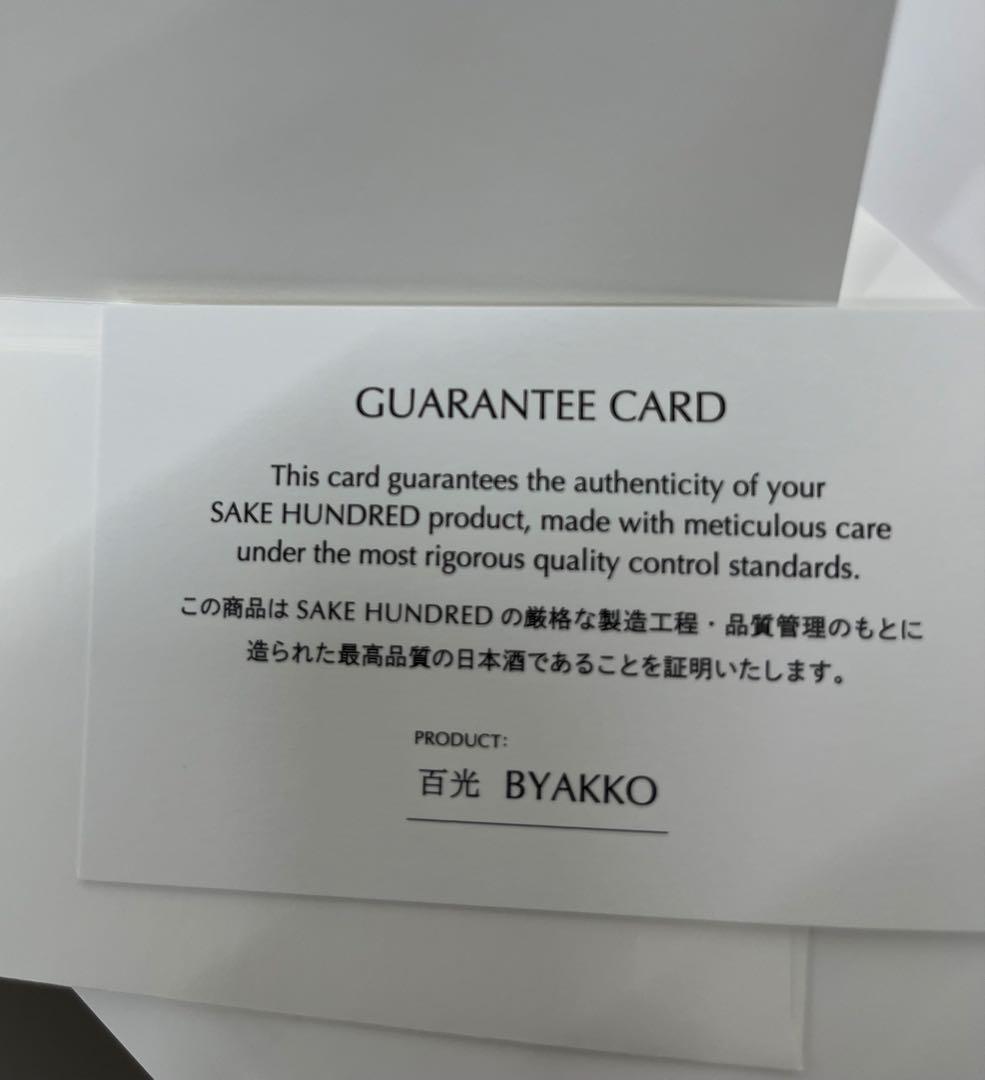 GUARANTEE CARD
This card guarantees the authenticity of your
SAKE HUNDRED product, made with meticulous care
under the most rigorous quality control standards.
この商品は SAKE HUNDRED の厳格な製造工程・品質管理のもとに
造られた最高品質の日本酒であることを証明いたします。
PRODUCT:
百光 BYAKKO